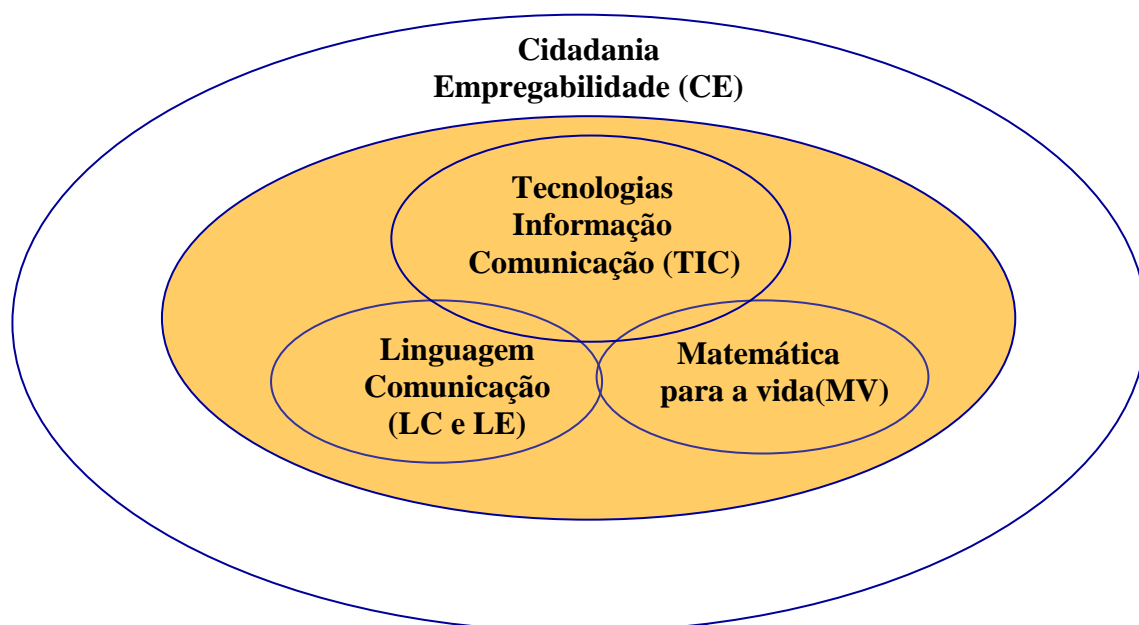 Cidadania
Empregabilidade (CE)
Tecnologias
Informação
Comunicação (TIC)
Linguagem
Comunicação
(LC e LE)
Matemática
para a vida(MV)